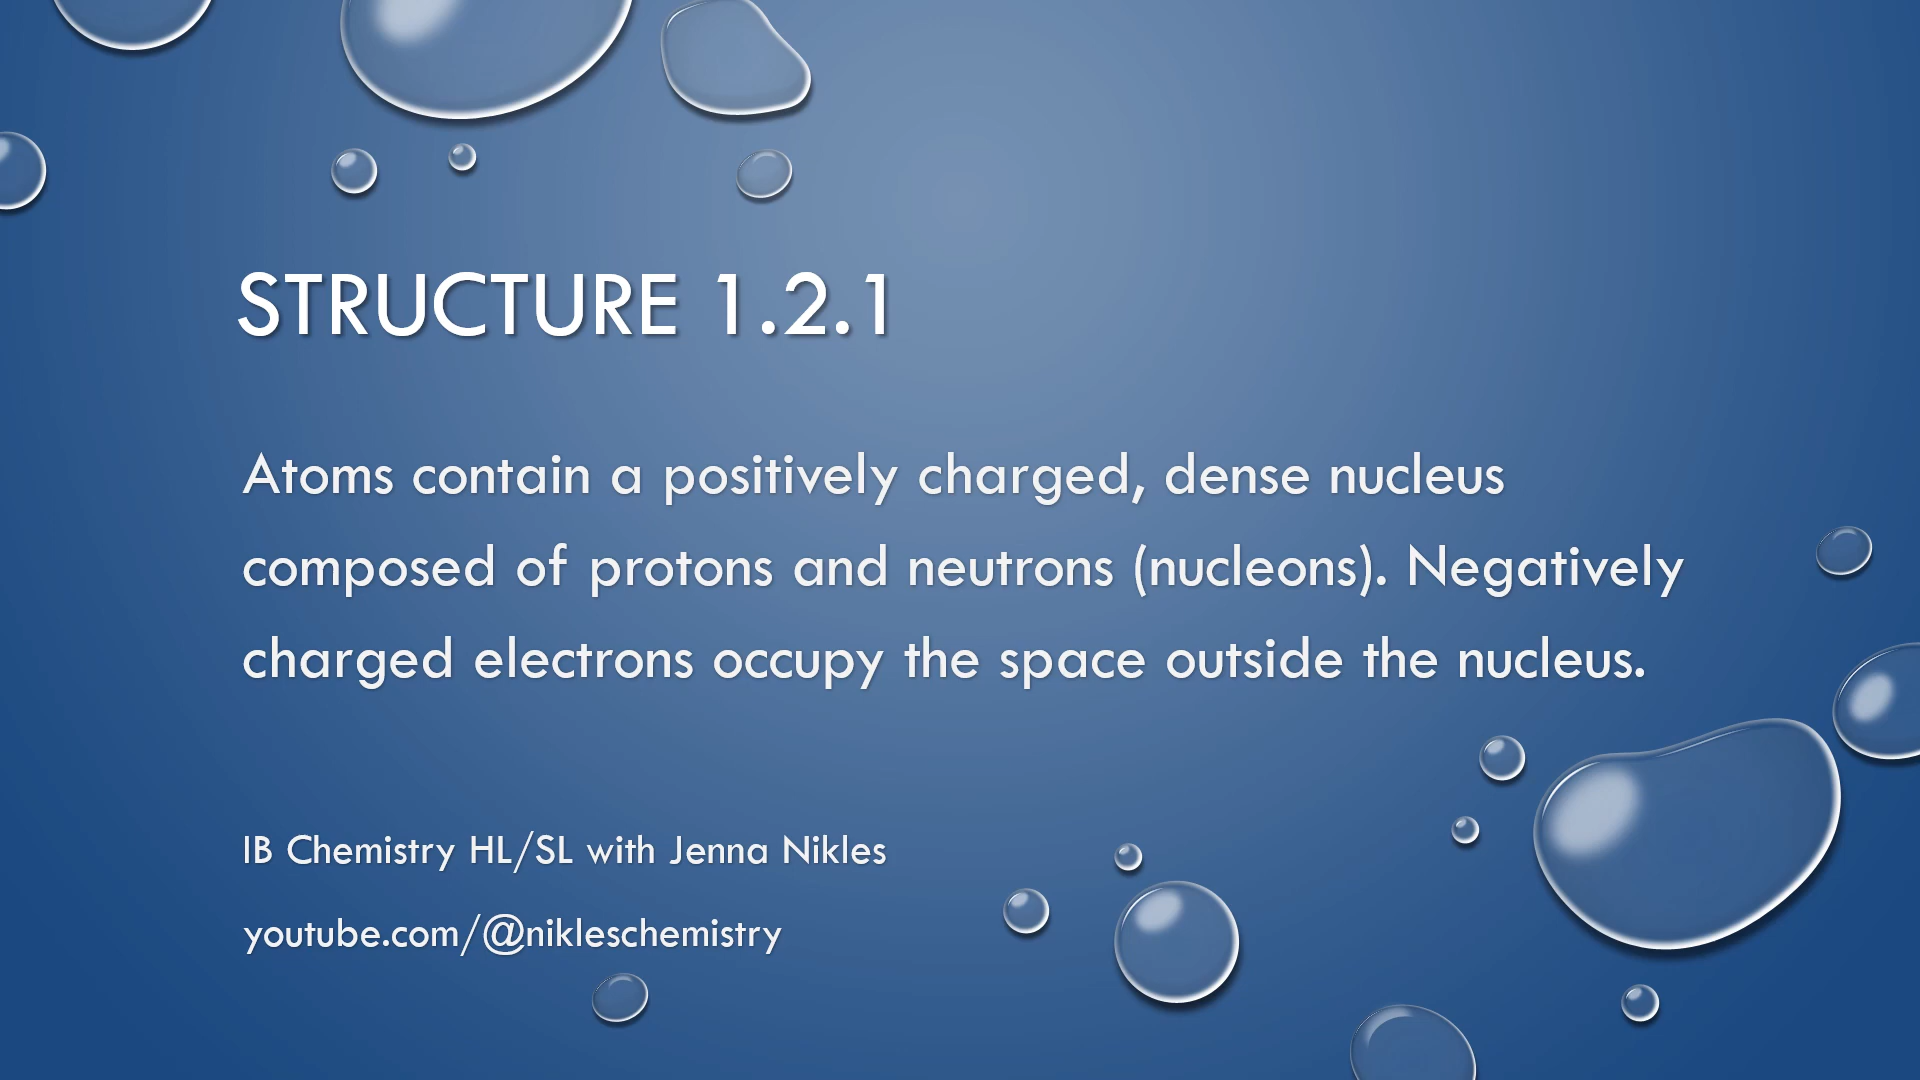 STRUCTURE 1.2.1
Atoms contain a positively charged, dense nucleus
composed of protons and neutrons (nucleons). Negatively
charged electrons occupy the space outside the nucleus.
IB Chemistry HL/SL with Jenna Nikles
youtube.com/@nikleschemistry